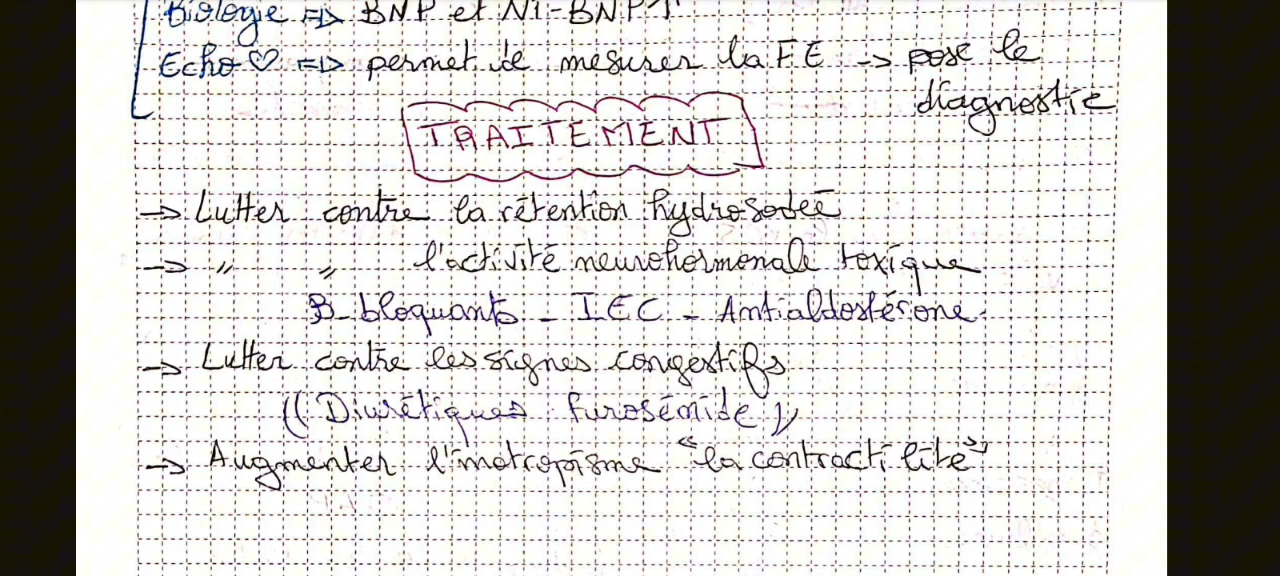 Biologie => BNP et Nt-BNP↑
Echo ♡ => permet de mesurer la FE -> pose le
diagnostic
TRAITEMENT
-> Lutter contre la rétention hydrosodée
-> " " l'activité neurohormonale toxique
B-bloquants - IEC - Antialdostérone.
-> Lutter contre les signes congestifs
((Diurétiques : furosémide))
-> Augmenter l'inotropisme "la contractilité"